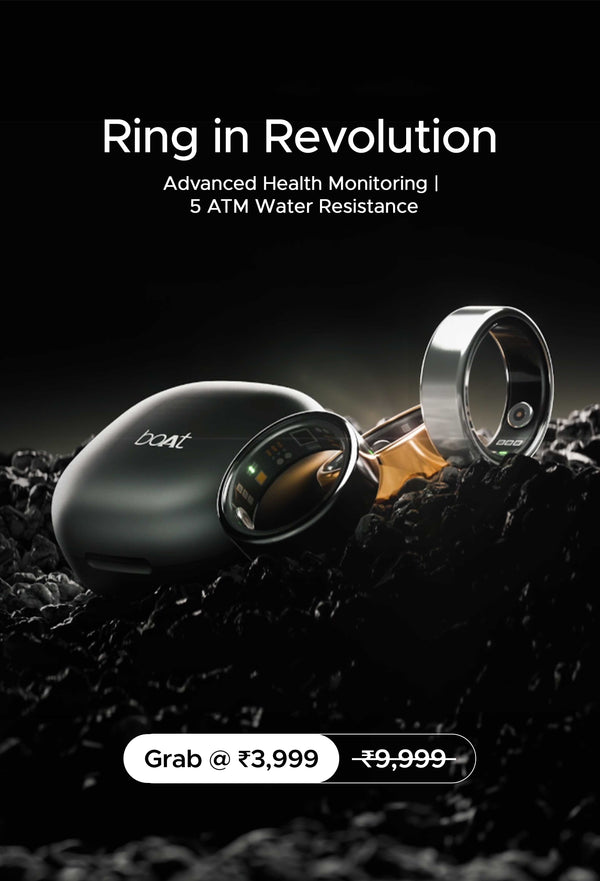 Ring in Revolution
Advanced Health Monitoring |
5 ATM Water Resistance
boAt
Grab @ ₹3,999 ₹9,999